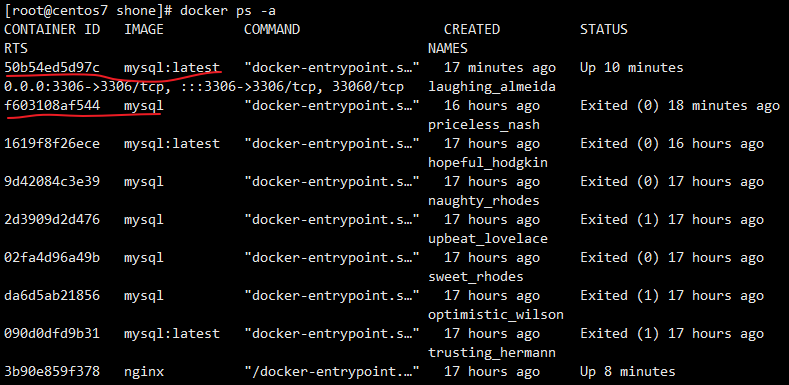 [root@centos7 shone]# docker ps -a
CONTAINER ID   IMAGE          COMMAND                  CREATED          STATUS
RTS                                                  NAMES
50b54ed5d97c   mysql:latest   "docker-entrypoint.s…"   17 minutes ago   Up 10 minutes
0.0.0:3306->3306/tcp, :::3306->3306/tcp, 33060/tcp   laughing_almeida
f603108af544   mysql          "docker-entrypoint.s…"   16 hours ago     Exited (0) 18 minutes ago
priceless_nash
1619f8f26ece   mysql:latest   "docker-entrypoint.s…"   17 hours ago     Exited (0) 16 hours ago
hopeful_hodgkin
9d42084c3e39   mysql          "docker-entrypoint.s…"   17 hours ago     Exited (0) 17 hours ago
naughty_rhodes
2d3909d2d476   mysql          "docker-entrypoint.s…"   17 hours ago     Exited (1) 17 hours ago
upbeat_lovelace
02fa4d96a49b   mysql          "docker-entrypoint.s…"   17 hours ago     Exited (0) 17 hours ago
sweet_rhodes
da6d5ab21856   mysql          "docker-entrypoint.s…"   17 hours ago     Exited (1) 17 hours ago
optimistic_wilson
090d0dfd9b31   mysql:latest   "docker-entrypoint.s…"   17 hours ago     Exited (1) 17 hours ago
trusting_hermann
3b90e859f378   nginx          "/docker-entrypoint.…"   17 hours ago     Up 8 minutes